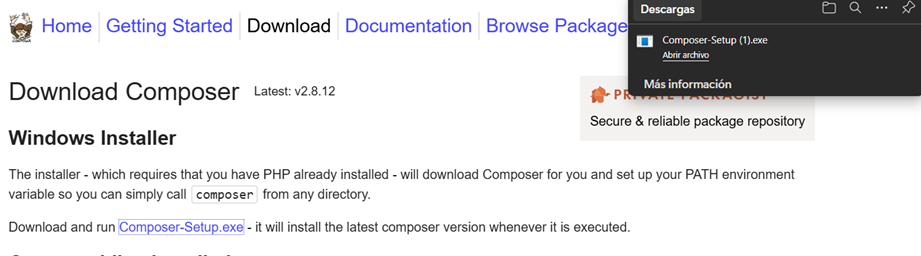 Home
Getting Started
Download
Documentation
Browse Package
Descargas
Composer-Setup (1).exe
Abrir archivo
Más información
Download Composer Latest: v2.8.12
PRIVATE PACKAGIST
Secure & reliable package repository
Windows Installer
The installer - which requires that you have PHP already installed - will download Composer for you and set up your PATH environment
variable so you can simply call composer from any directory.
Download and run Composer-Setup.exe - it will install the latest composer version whenever it is executed.